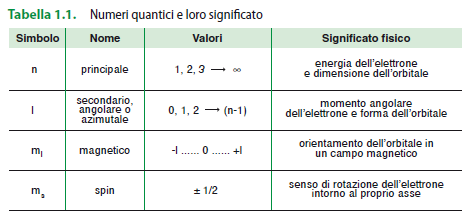 Tabella 1.1. Numeri quantici e loro significato
Simbolo Nome Valori Significato fisico
n principale 1, 2, 3 ⟶ ∞ energia dell'elettrone
e dimensione dell'orbitale
l secondario,
angolare o
azimutale 0, 1, 2 ⟶ (n-1) momento angolare
dell'elettrone e forma dell'orbitale
mₗ magnetico -l ...... 0 ...... +l orientamento dell'orbitale in
un campo magnetico
mₛ spin ± 1/2 senso di rotazione dell'elettrone
intorno al proprio asse